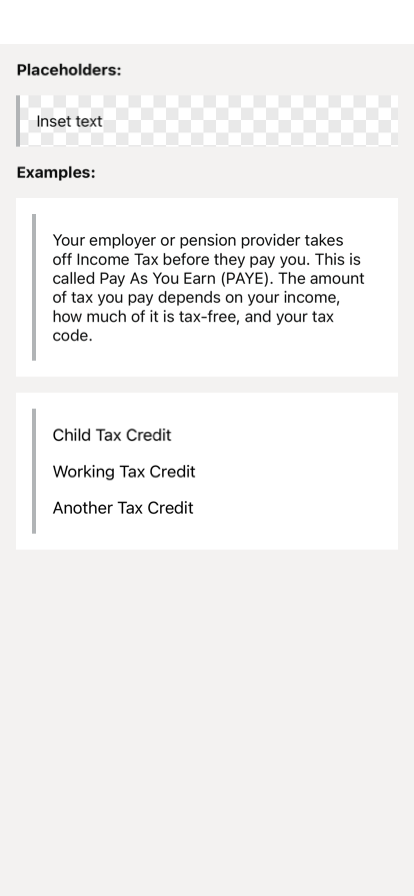 Placeholders:
Inset text
Examples:
Your employer or pension provider takes
off Income Tax before they pay you. This is
called Pay As You Earn (PAYE). The amount
of tax you pay depends on your income,
how much of it is tax-free, and your tax
code.
Child Tax Credit
Working Tax Credit
Another Tax Credit